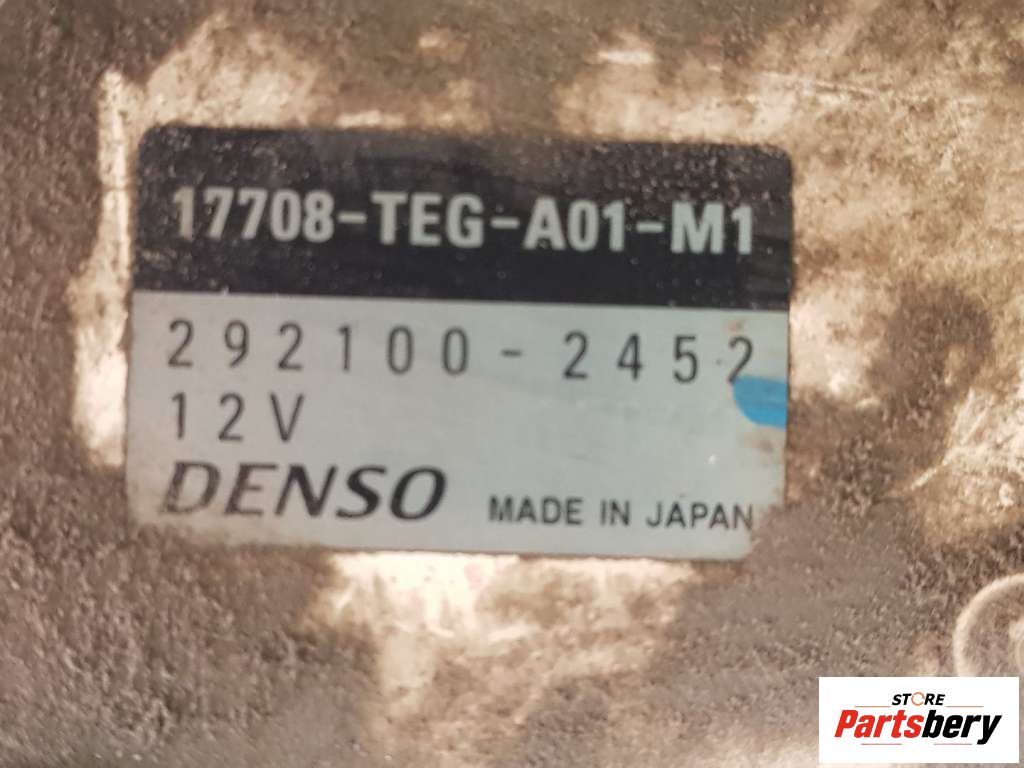 17708-TEG-A01-M1
292100-2452
12V
DENSO MADE IN JAPAN
STORE
Partsbery